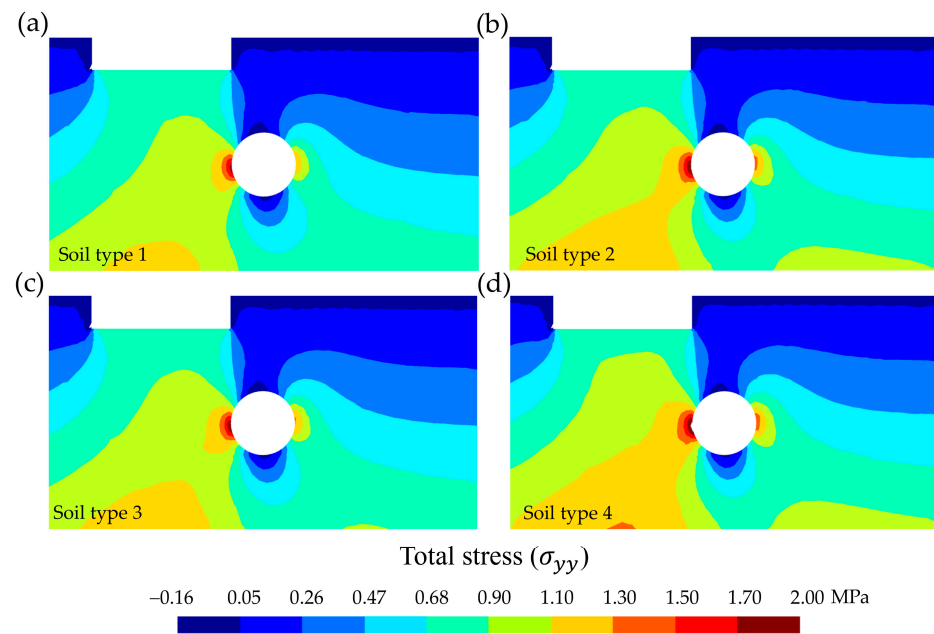 (a)
(b)
Soil type 1
Soil type 2
(c)
(d)
Soil type 3
Soil type 4
Total stress (σyy)
−0.16 0.05 0.26 0.47 0.68 0.90 1.10 1.30 1.50 1.70 2.00 MPa